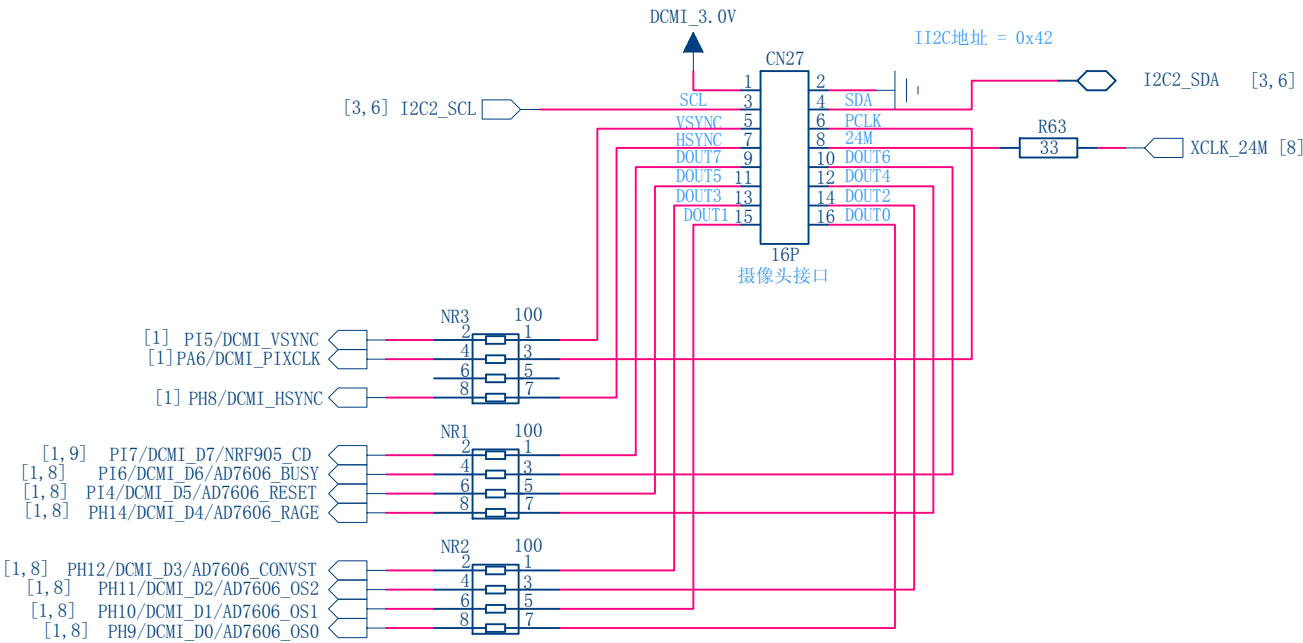 DCMI_3.0V
II2C地址 = 0x42
CN27
1 2
I2C2_SDA [3,6]
[3,6] I2C2_SCL
SCL 3 4 SDA
VSYNC 5 6 PCLK
HSYNC 7 8 24M
R63
33
XCLK_24M [8]
DOUT7 9 10 DOUT6
DOUT5 11 12 DOUT4
DOUT3 13 14 DOUT2
DOUT1 15 16 DOUT0
16P
摄像头接口
NR3 100
[1] PI5/DCMI_VSYNC 2 1
[1] PA6/DCMI_PIXCLK 4 3
6 5
[1] PH8/DCMI_HSYNC 8 7
NR1 100
[1,9] PI7/DCMI_D7/NRF905_CD 2 1
[1,8] PI6/DCMI_D6/AD7606_BUSY 4 3
[1,8] PI4/DCMI_D5/AD7606_RESET 6 5
[1,8] PH14/DCMI_D4/AD7606_RAGE 8 7
NR2 100
[1,8] PH12/DCMI_D3/AD7606_CONVST 2 1
[1,8] PH11/DCMI_D2/AD7606_OS2 4 3
[1,8] PH10/DCMI_D1/AD7606_OS1 6 5
[1,8] PH9/DCMI_D0/AD7606_OS0 8 7